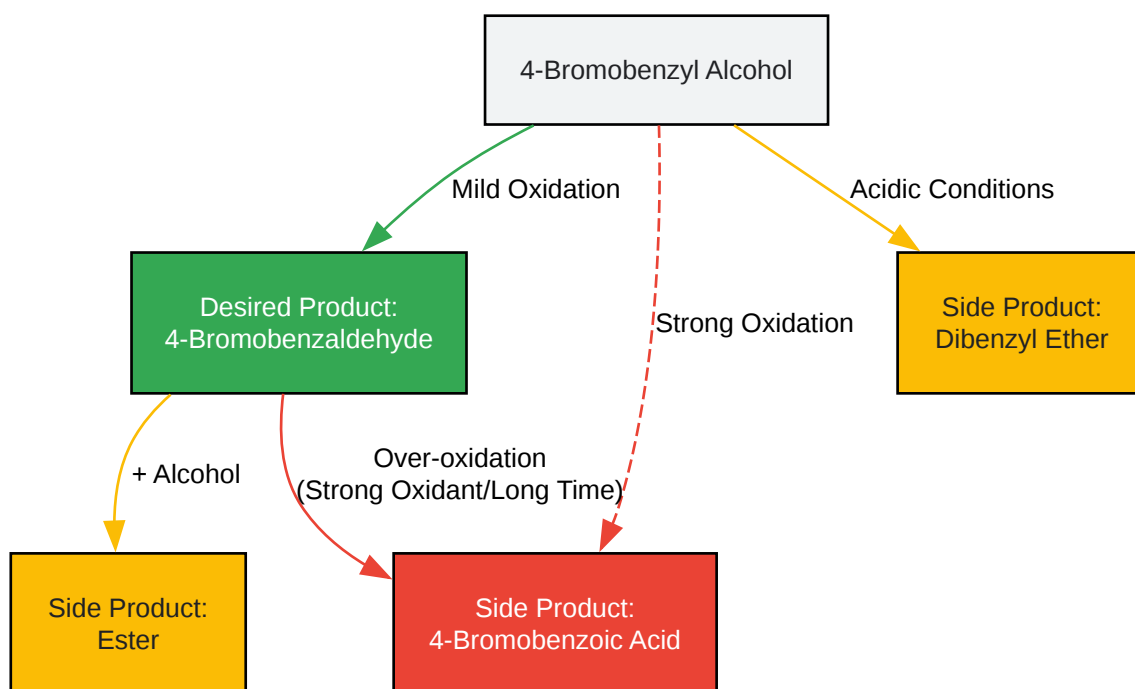 4-Bromobenzyl Alcohol
Mild Oxidation
Acidic Conditions
Desired Product:
4-Bromobenzaldehyde
Strong Oxidation
Side Product:
Dibenzyl Ether
+ Alcohol
Over-oxidation
(Strong Oxidant/Long Time)
Side Product:
Ester
Side Product:
4-Bromobenzoic Acid